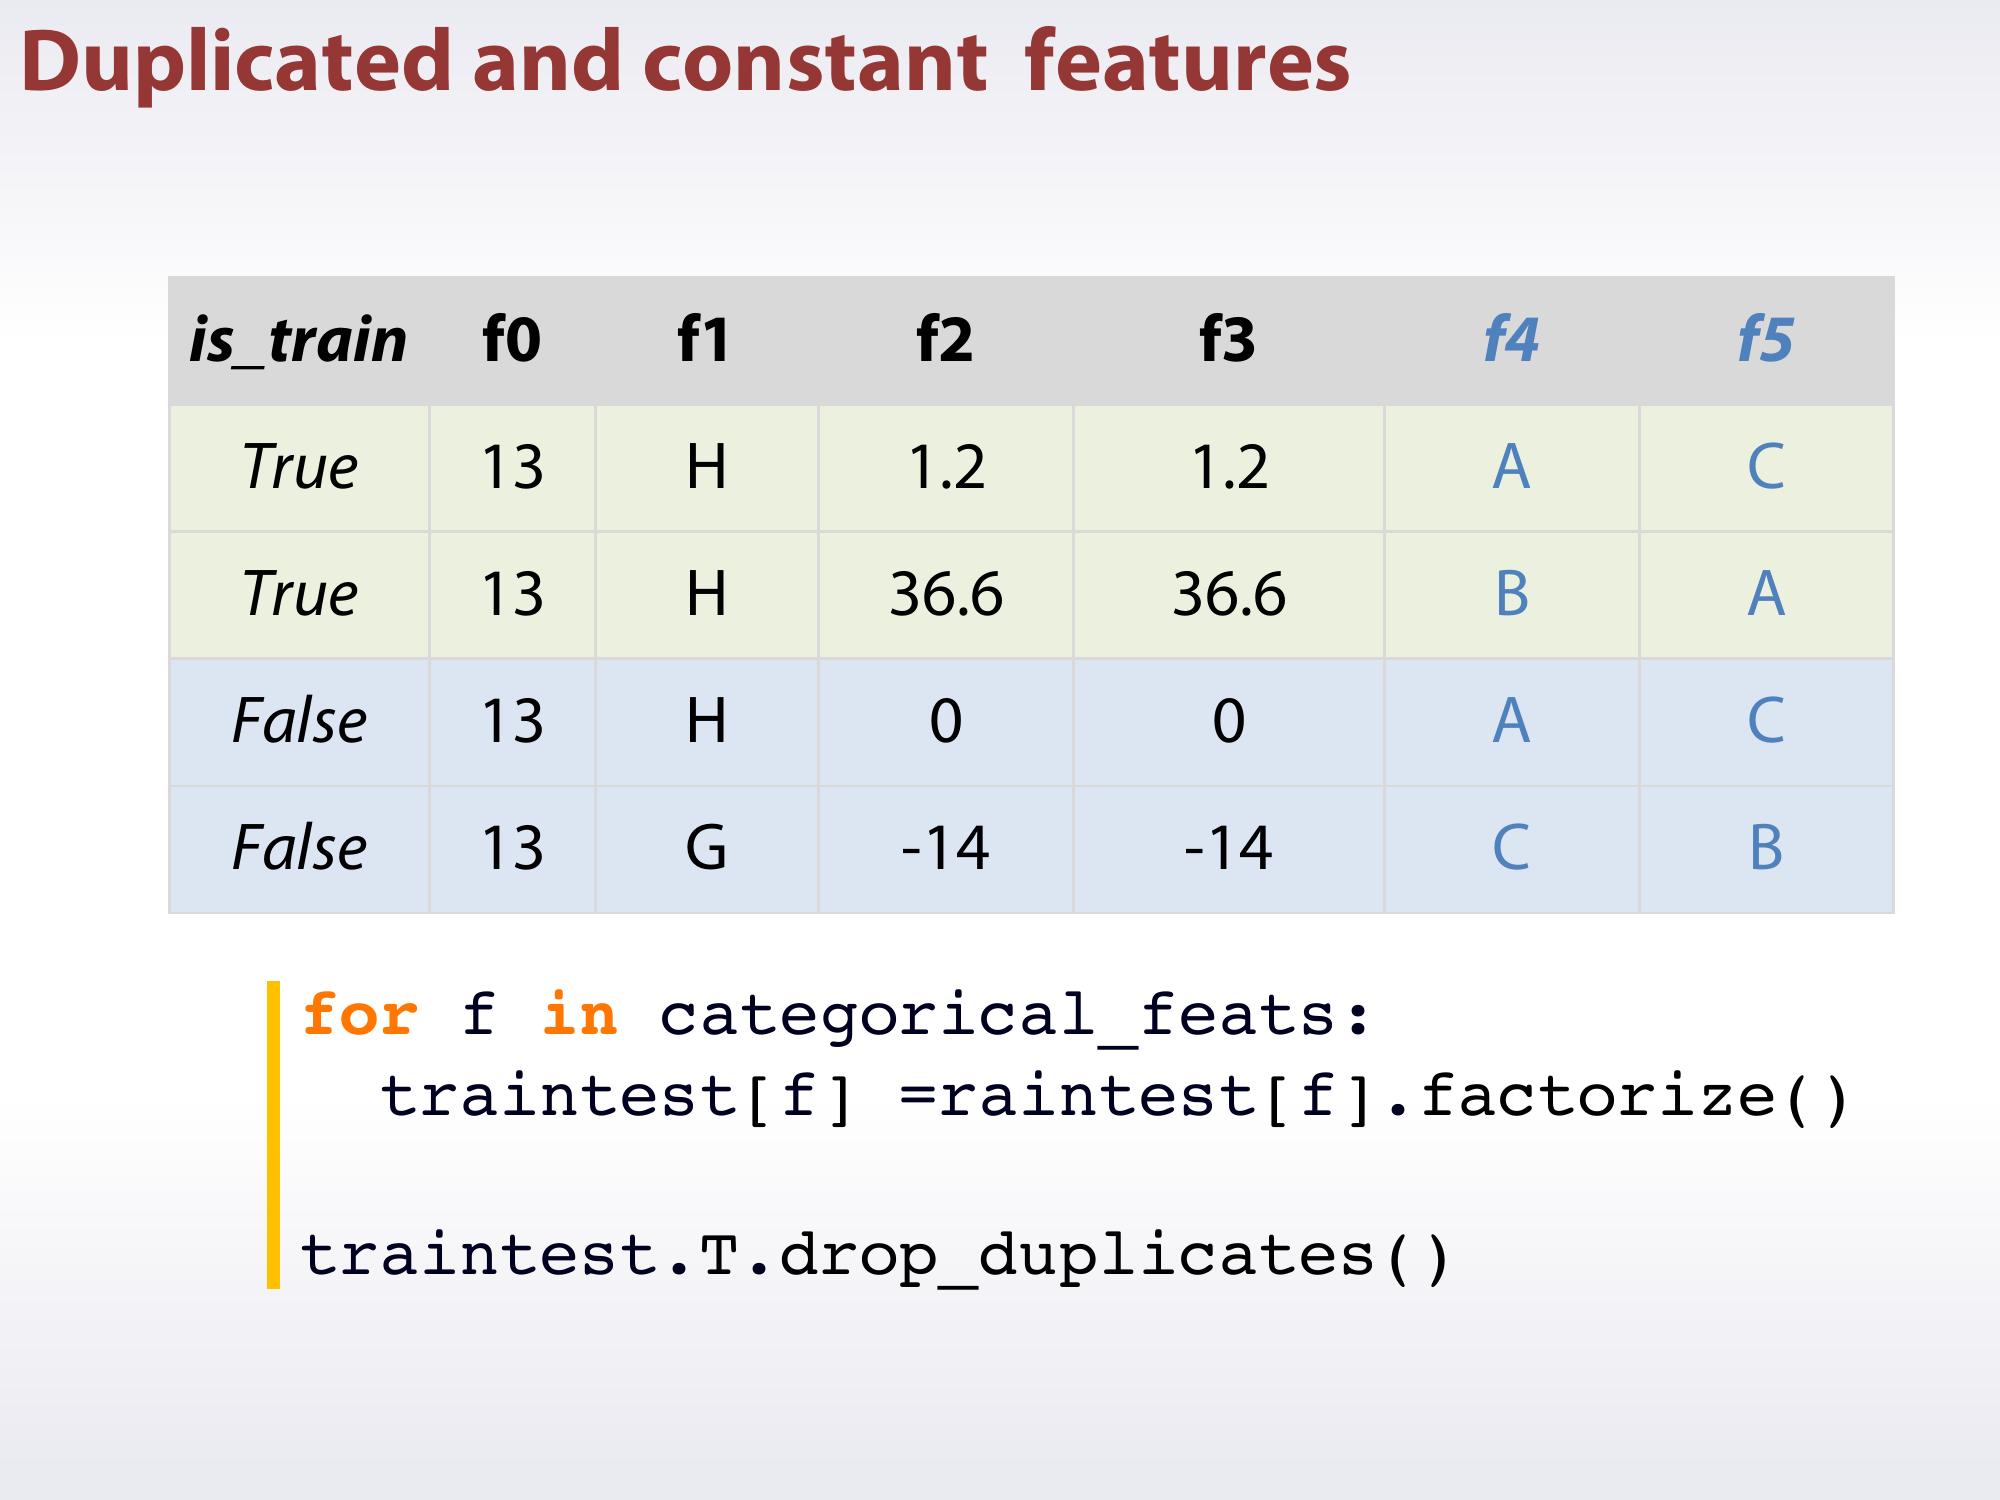 Duplicated and constant features
is_train f0 f1 f2 f3 f4 f5
True 13 H 1.2 1.2 A C
True 13 H 36.6 36.6 B A
False 13 H 0 0 A C
False 13 G -14 -14 C B
for f in categorical_feats:
traintest[f] =raintest[f].factorize()
traintest.T.drop_duplicates()